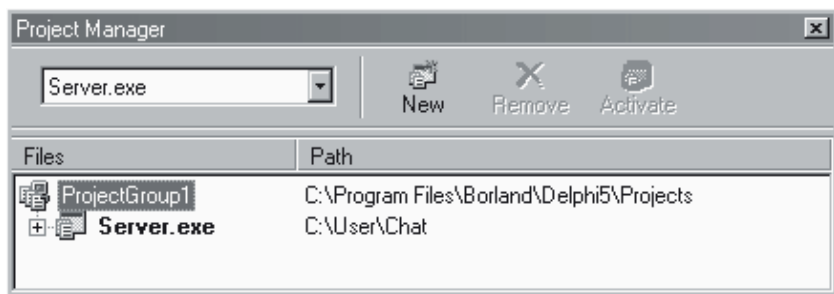 Project Manager
Server.exe
New Remove Activate
Files Path
ProjectGroup1 C:\Program Files\Borland\Delphi5\Projects
Server.exe C:\User\Chat